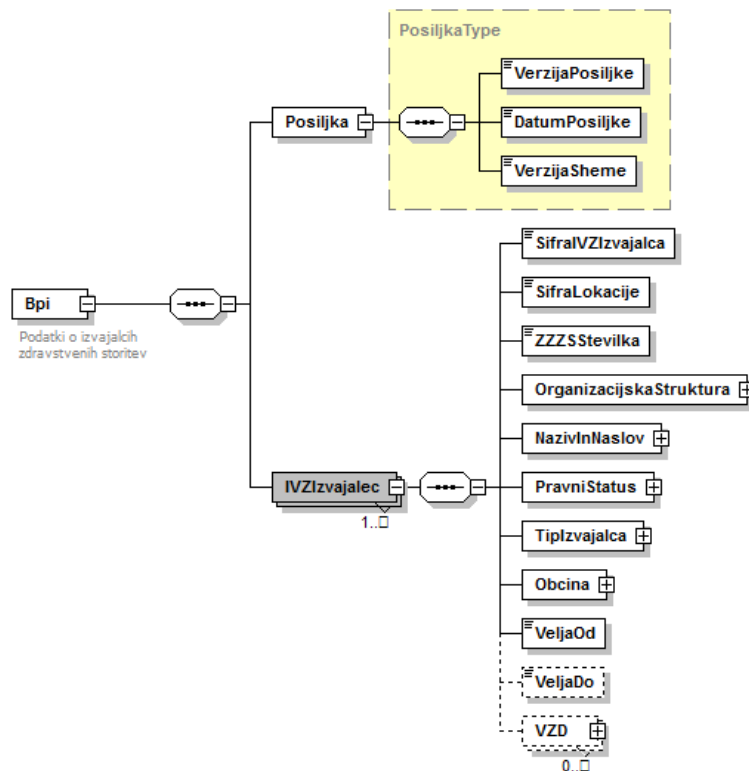 PosiljkaType
VerzijaPosiljke
Posiljka
DatumPosiljke
VerzijaSheme
SifraIVZIzvajalca
Bpi
SifraLokacije
Podatki o izvajalcih
zdravstvenih storitev
ZZZSStevilka
OrganizacijskaStruktura
NazivInNaslov
IVZIzvajalec
PravniStatus
1..□
TipIzvajalca
Obcina
VeljaOd
VeljaDo
VZD
0..□